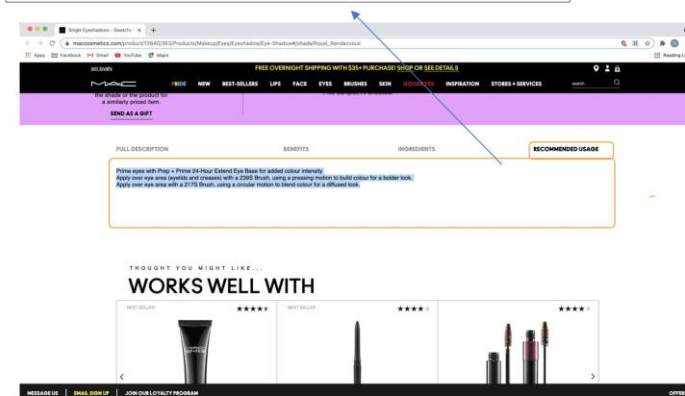 Single Eyeshadows - Swatch
maccosmetics.com/product/13840/363/Products/Makeup/Eyes/Eyeshadow/Eye-Shadow#/shade/Royal_Rendezvous
Apps Facebook Gmail YouTube Maps Reading L
FREE OVERNIGHT SHIPPING WITH $35+ PURCHASE! SHOP OR SEE DETAILS
MAC PRIDE NEW BEST-SELLERS LIPS FACE EYES BRUSHES SKIN INSPIRATION STORES + SERVICES search
the shade or the product for
a similarly priced item.
SEND AS A GIFT
FULL DESCRIPTION BENEFITS INGREDIENTS RECOMMENDED USAGE
Prime eyes with Prep + Prime 24-Hour Extend Eye Base for added colour intensity
Apply over eye area (eyelids and creases) with a 239S Brush, using a pressing motion to build colour for a bolder look.
Apply over eye area with a 217S Brush, using a circular motion to blend colour for a diffused look.
THOUGHT YOU MIGHT LIKE...
WORKS WELL WITH
BEST-SELLER BEST-SELLER
MESSAGE US EMAIL SIGN UP JOIN OUR LOYALTY PROGRAM OFFERS